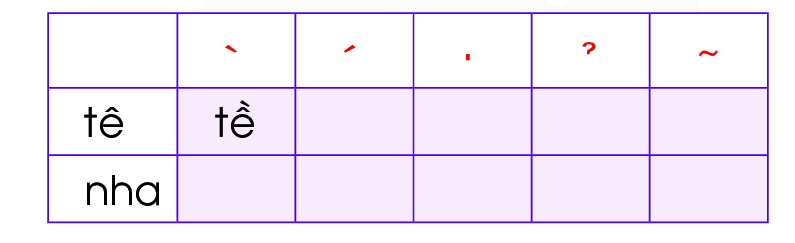 ` ´ . ̉ ~
tê tề
nha